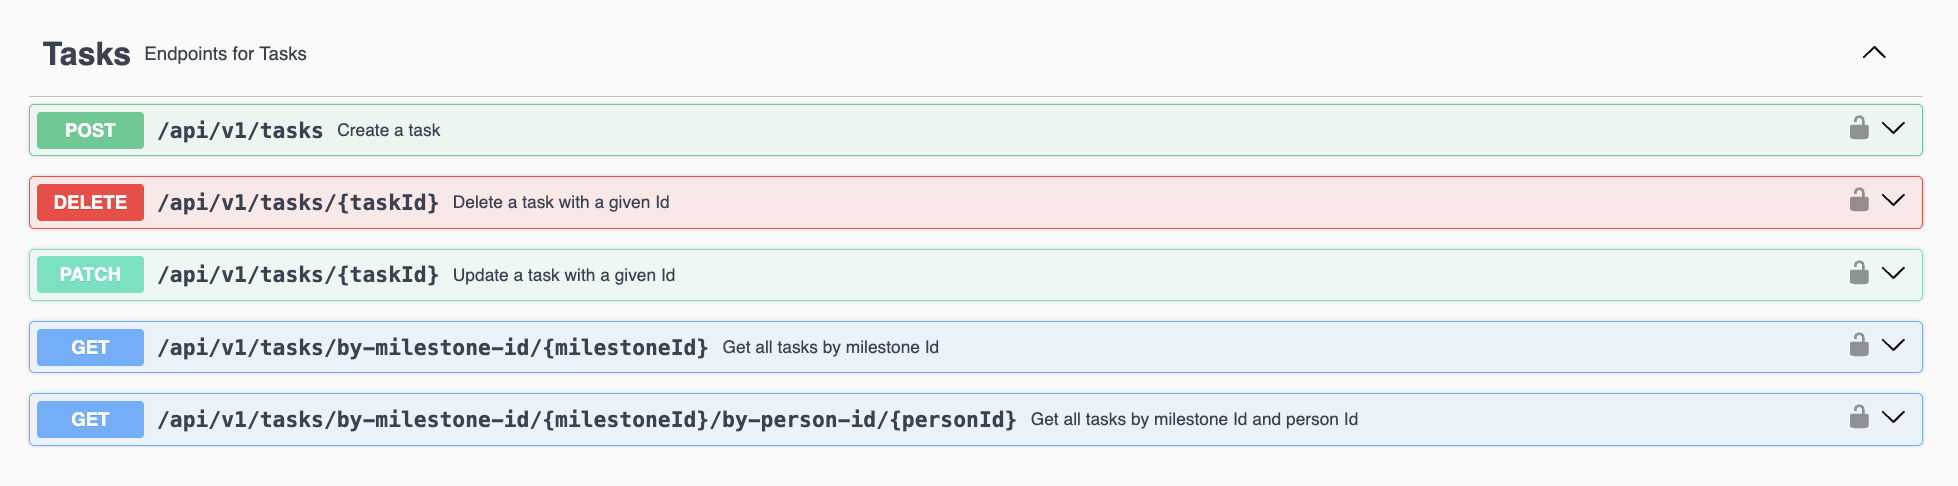 Tasks Endpoints for Tasks
POST /api/v1/tasks Create a task
DELETE /api/v1/tasks/{taskId} Delete a task with a given Id
PATCH /api/v1/tasks/{taskId} Update a task with a given Id
GET /api/v1/tasks/by-milestone-id/{milestoneId} Get all tasks by milestone Id
GET /api/v1/tasks/by-milestone-id/{milestoneId}/by-person-id/{personId} Get all tasks by milestone Id and person Id